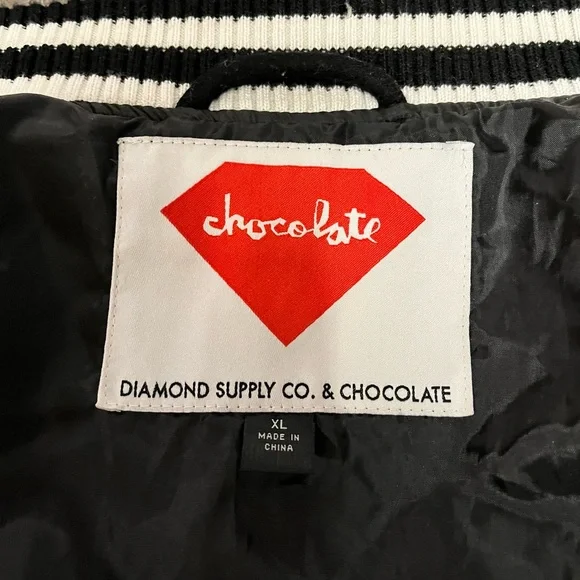 chocolate
DIAMOND SUPPLY CO. & CHOCOLATE
XL
MADE IN
CHINA